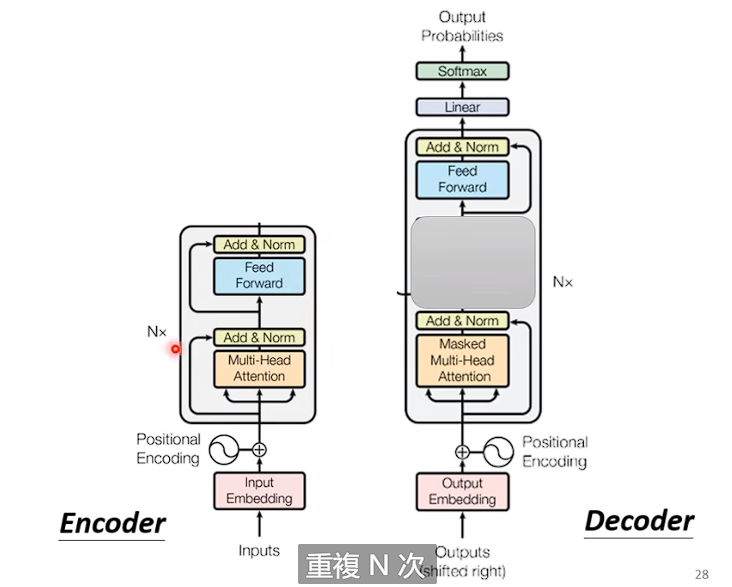 Output
Probabilities
Softmax
Linear
Add & Norm
Feed
Forward
Add & Norm
Masked
Multi-Head
Attention
Nx
Positional
Encoding
Output
Embedding
Outputs
(shifted right)
Decoder
Add & Norm
Feed
Forward
Add & Norm
Multi-Head
Attention
Nx
Positional
Encoding
Input
Embedding
Inputs
Encoder
重複 N 次
28